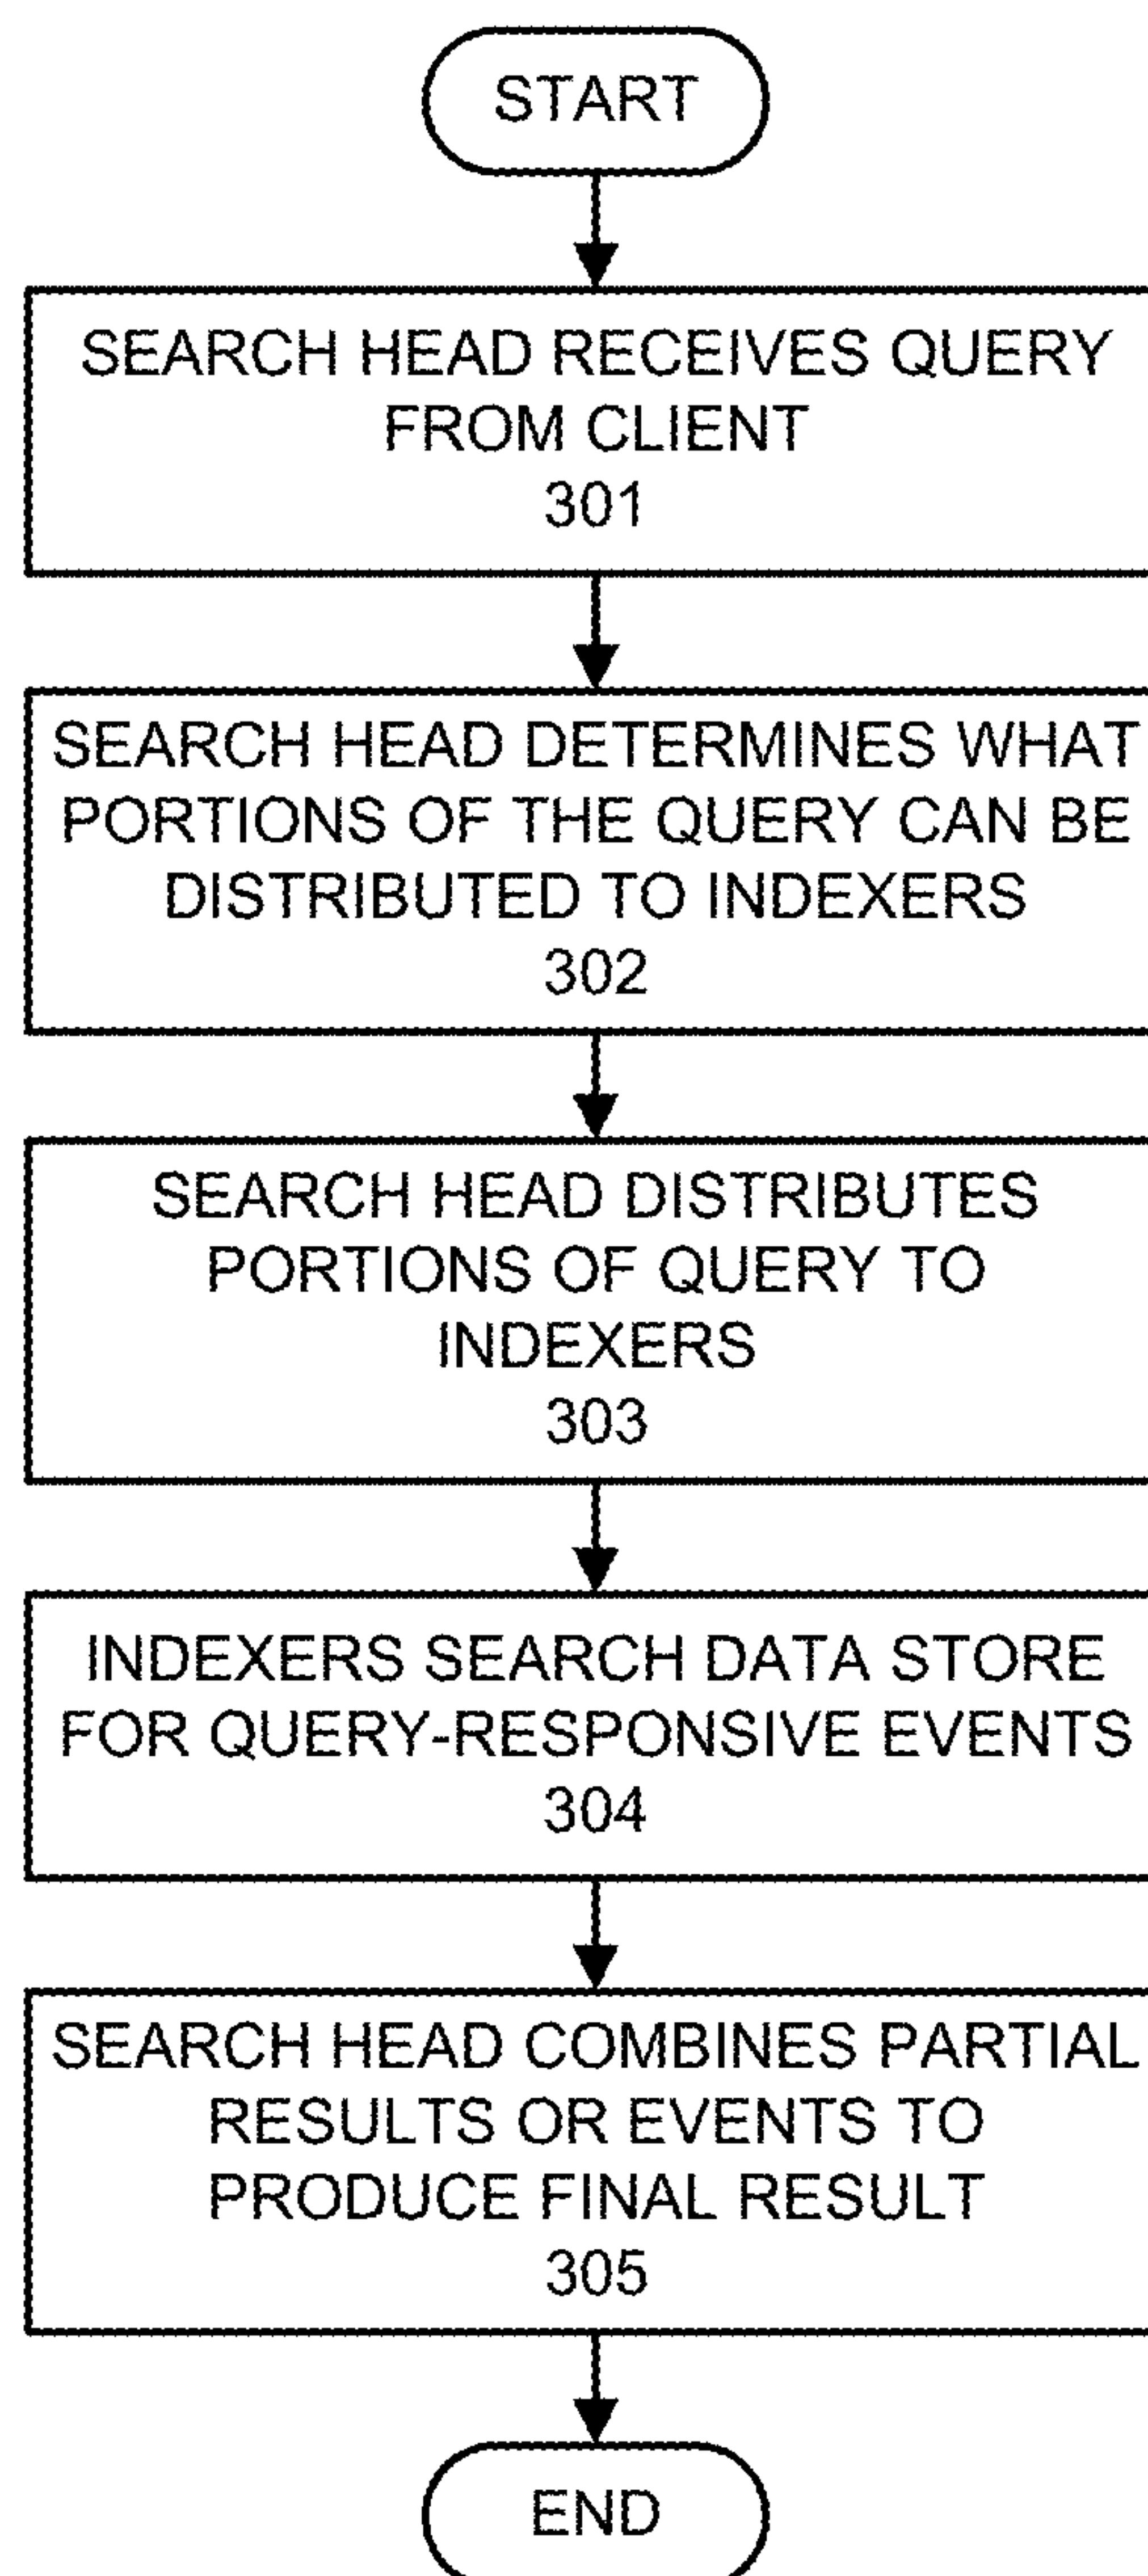 START
SEARCH HEAD RECEIVES QUERY
FROM CLIENT
301
SEARCH HEAD DETERMINES WHAT
PORTIONS OF THE QUERY CAN BE
DISTRIBUTED TO INDEXERS
302
SEARCH HEAD DISTRIBUTES
PORTIONS OF QUERY TO
INDEXERS
303
INDEXERS SEARCH DATA STORE
FOR QUERY-RESPONSIVE EVENTS
304
SEARCH HEAD COMBINES PARTIAL
RESULTS OR EVENTS TO
PRODUCE FINAL RESULT
305
END